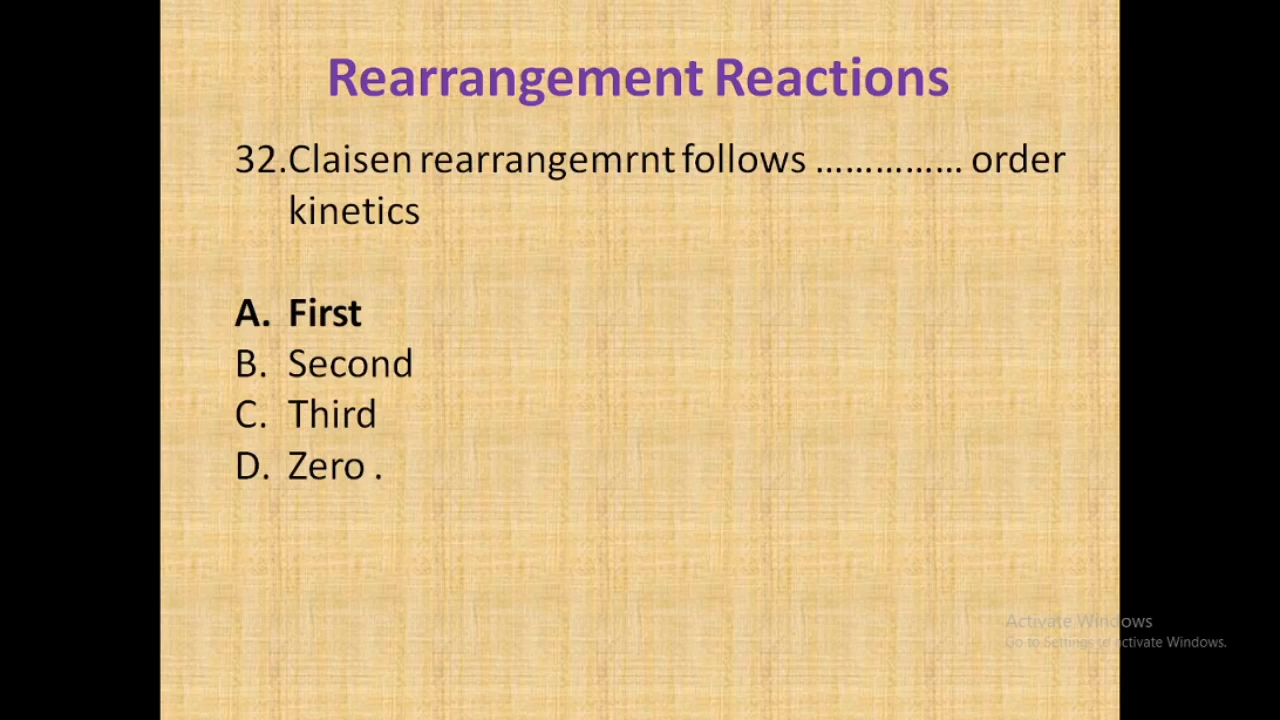 Rearrangement Reactions
32.Claisen rearrangemrnt follows …………… order
kinetics
A. First
B. Second
C. Third
D. Zero .
Activate Windows
Go to Settings to activate Windows.